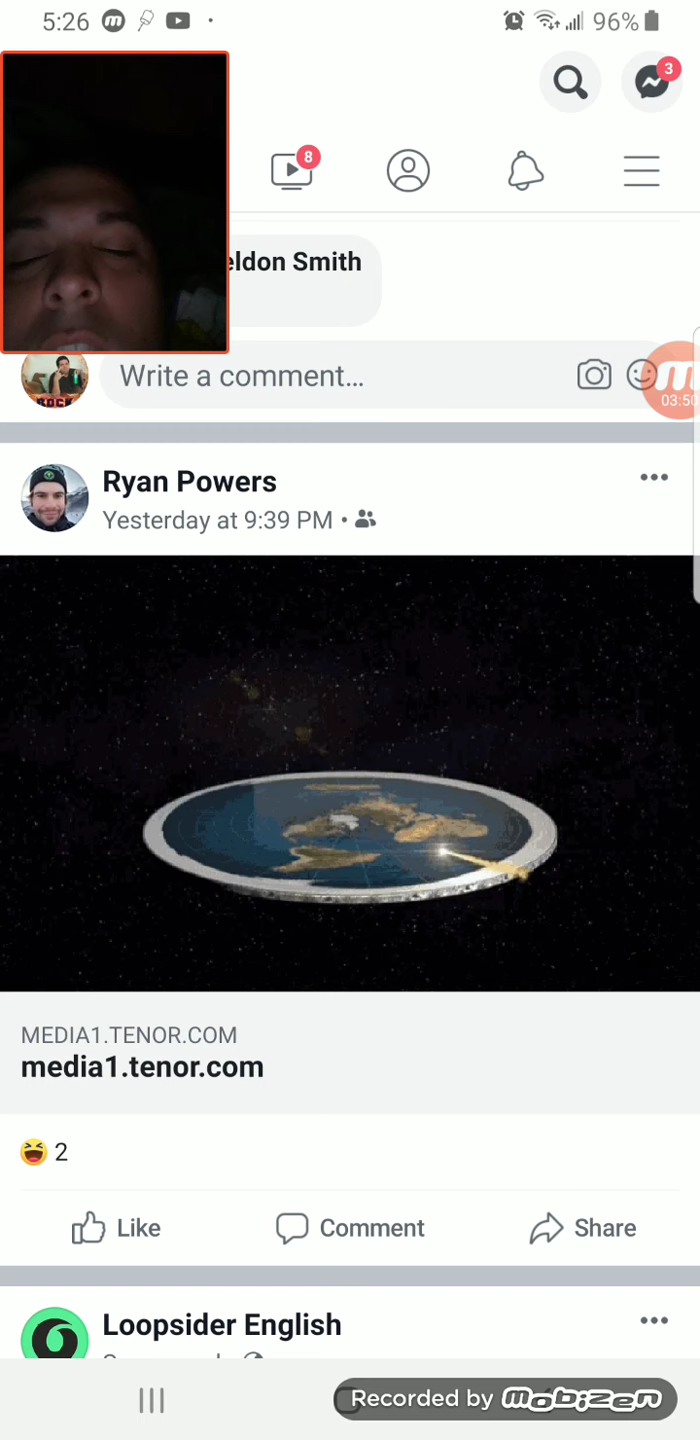 5:26
96%
3
8
eldon Smith
Write a comment...
ROCK
03:50
Ryan Powers
Yesterday at 9:39 PM •
MEDIA1.TENOR.COM
media1.tenor.com
2
Like
Comment
Share
Loopsider English
Recorded by mobizen